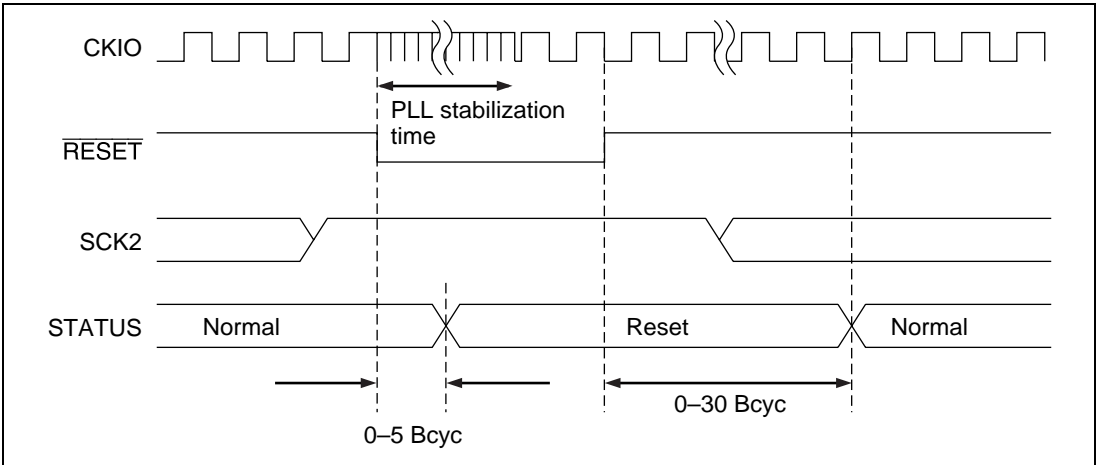 CKIO
PLL stabilization
time
RESET
SCK2
STATUS
Normal
Reset
Normal
0–5 Bcyc
0–30 Bcyc